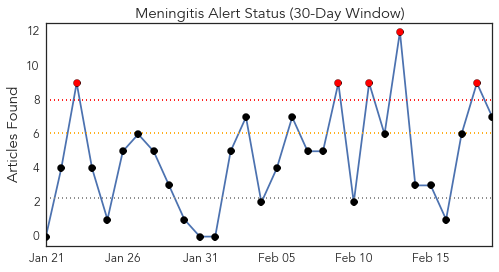 Meningitis Alert Status (30-Day Window)
Articles Found
12
10
8
6
4
2
0
Jan 21 Jan 26 Jan 31 Feb 05 Feb 10 Feb 15